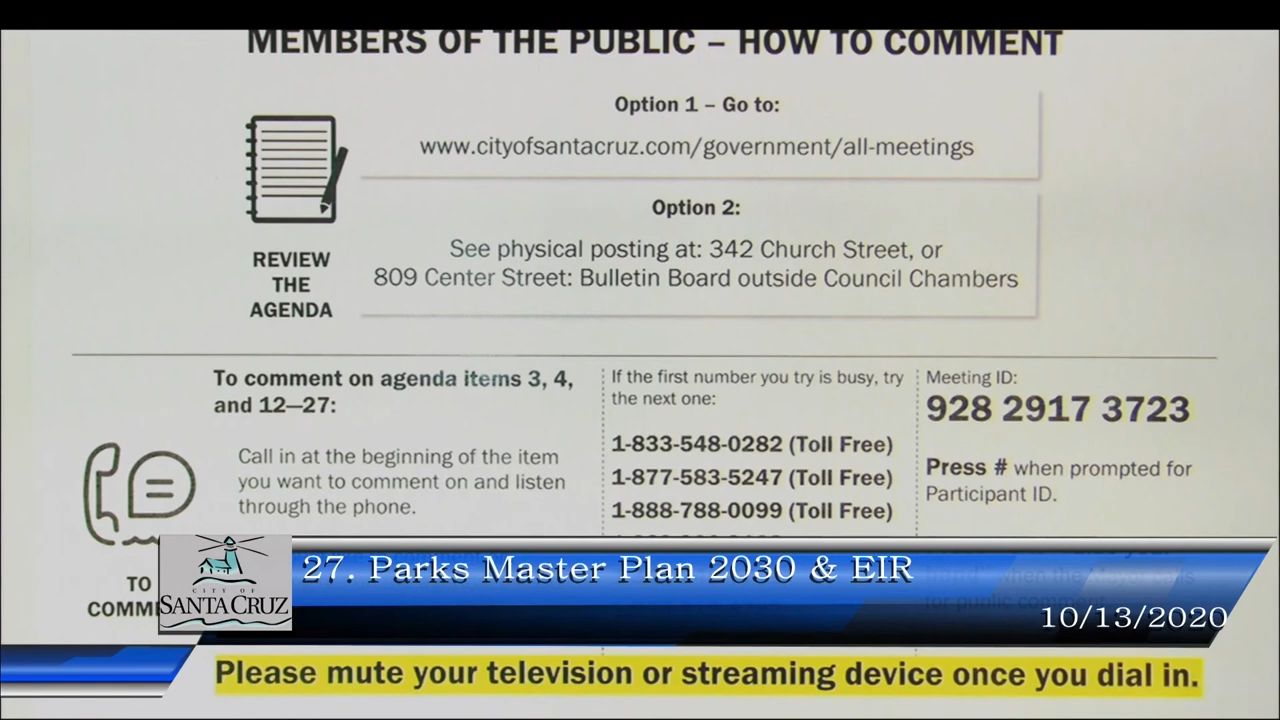 MEMBERS OF THE PUBLIC – HOW TO COMMENT
Option 1 – Go to:
www.cityofsantacruz.com/government/all-meetings
Option 2:
See physical posting at: 342 Church Street, or
809 Center Street: Bulletin Board outside Council Chambers
REVIEW
THE
AGENDA
To comment on agenda items 3, 4,
and 12—27:
Call in at the beginning of the item
you want to comment on and listen
through the phone.
If the first number you try is busy, try
the next one:
1-833-548-0282 (Toll Free)
1-877-583-5247 (Toll Free)
1-888-788-0099 (Toll Free)
Meeting ID:
928 2917 3723
Press # when prompted for
Participant ID.
TO
CITY OF
SANTA CRUZ
27. Parks Master Plan 2030 & EIR
for public comment
10/13/2020
Please mute your television or streaming device once you dial in.